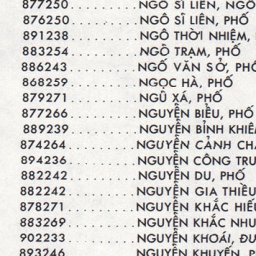 877250.........NGÔ SĨ LIÊN, NGÕ
876250.........NGÔ SĨ LIÊN, PHỐ
891238.........NGÔ THỜI NHIỆM,
883254.........NGÕ TRẠM, PHỐ
886243.........NGỐ VĂN SỞ, PHỐ
868259.........NGỌC HÀ, PHỐ
879271.........NGŨ XÁ, PHỐ
877266.........NGUYỄN BIỂU, PHỐ
889239.........NGUYỄN BỈNH KHIÊM
874264.........NGUYỄN CẢNH
894236.........NGUYỄN CÔNG TRỨ
882242.........NGUYỄN DU, PHỐ
882242.........NGUYỄN GIA THIỀU
878271.........NGUYỄN KHẮC HIẾU
883269.........NGUYỄN KHẮC NHU
902233.........NGUYỄN KHOÁI,
893246.........NGUYỄN KHUYẾN,